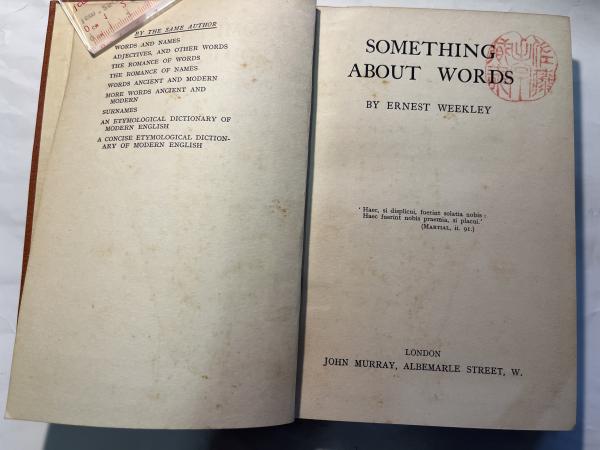 BY THE SAME AUTHOR
WORDS AND NAMES
ADJECTIVES, AND OTHER WORDS
THE ROMANCE OF WORDS
THE ROMANCE OF NAMES
WORDS ANCIENT AND MODERN
MORE WORDS ANCIENT AND
MODERN
SURNAMES
AN ETYMOLOGICAL DICTIONARY OF
MODERN ENGLISH
A CONCISE ETYMOLOGICAL DICTION-
ARY OF MODERN ENGLISH
SOMETHING
ABOUT WORDS
BY ERNEST WEEKLEY
'Haec, si displicui, fuerint solatia nobis:
Haec fuerint nobis praemia, si placui.'
(MARTIAL, ii. 91.)
LONDON
JOHN MURRAY, ALBEMARLE STREET, W.